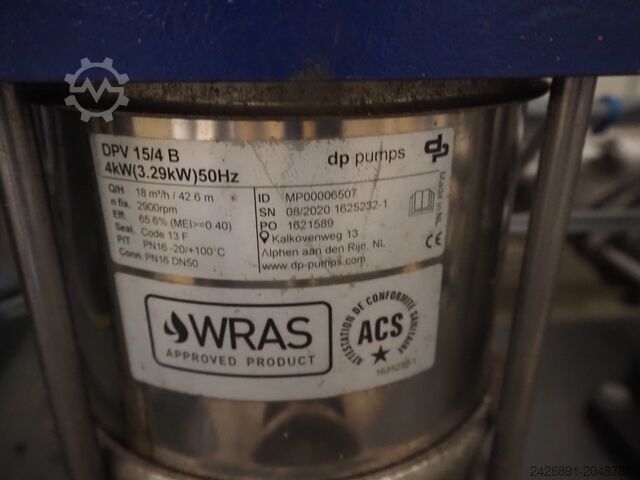 DPV 15/4 B
4kW(3.29kW)50Hz
dp pumps dp
Q/H 18 m³/h / 42.6 m
n fix. 2900rpm
Eff. 65.6% (MEI>=0.40)
Seal. Code 13 F
P/T PN16 -20/+100°C
Conn. PN16 DN50
ID MP00006507
SN 08/2020 1625232-1
PO 1621589
Kalkovenweg 13
Alphen aan den Rijn, NL
www.dp-pumps.com
CE
WRAS
APPROVED PRODUCT
ATTESTATION DE CONFORMITE SANITAIRE
ACS
1625232-1